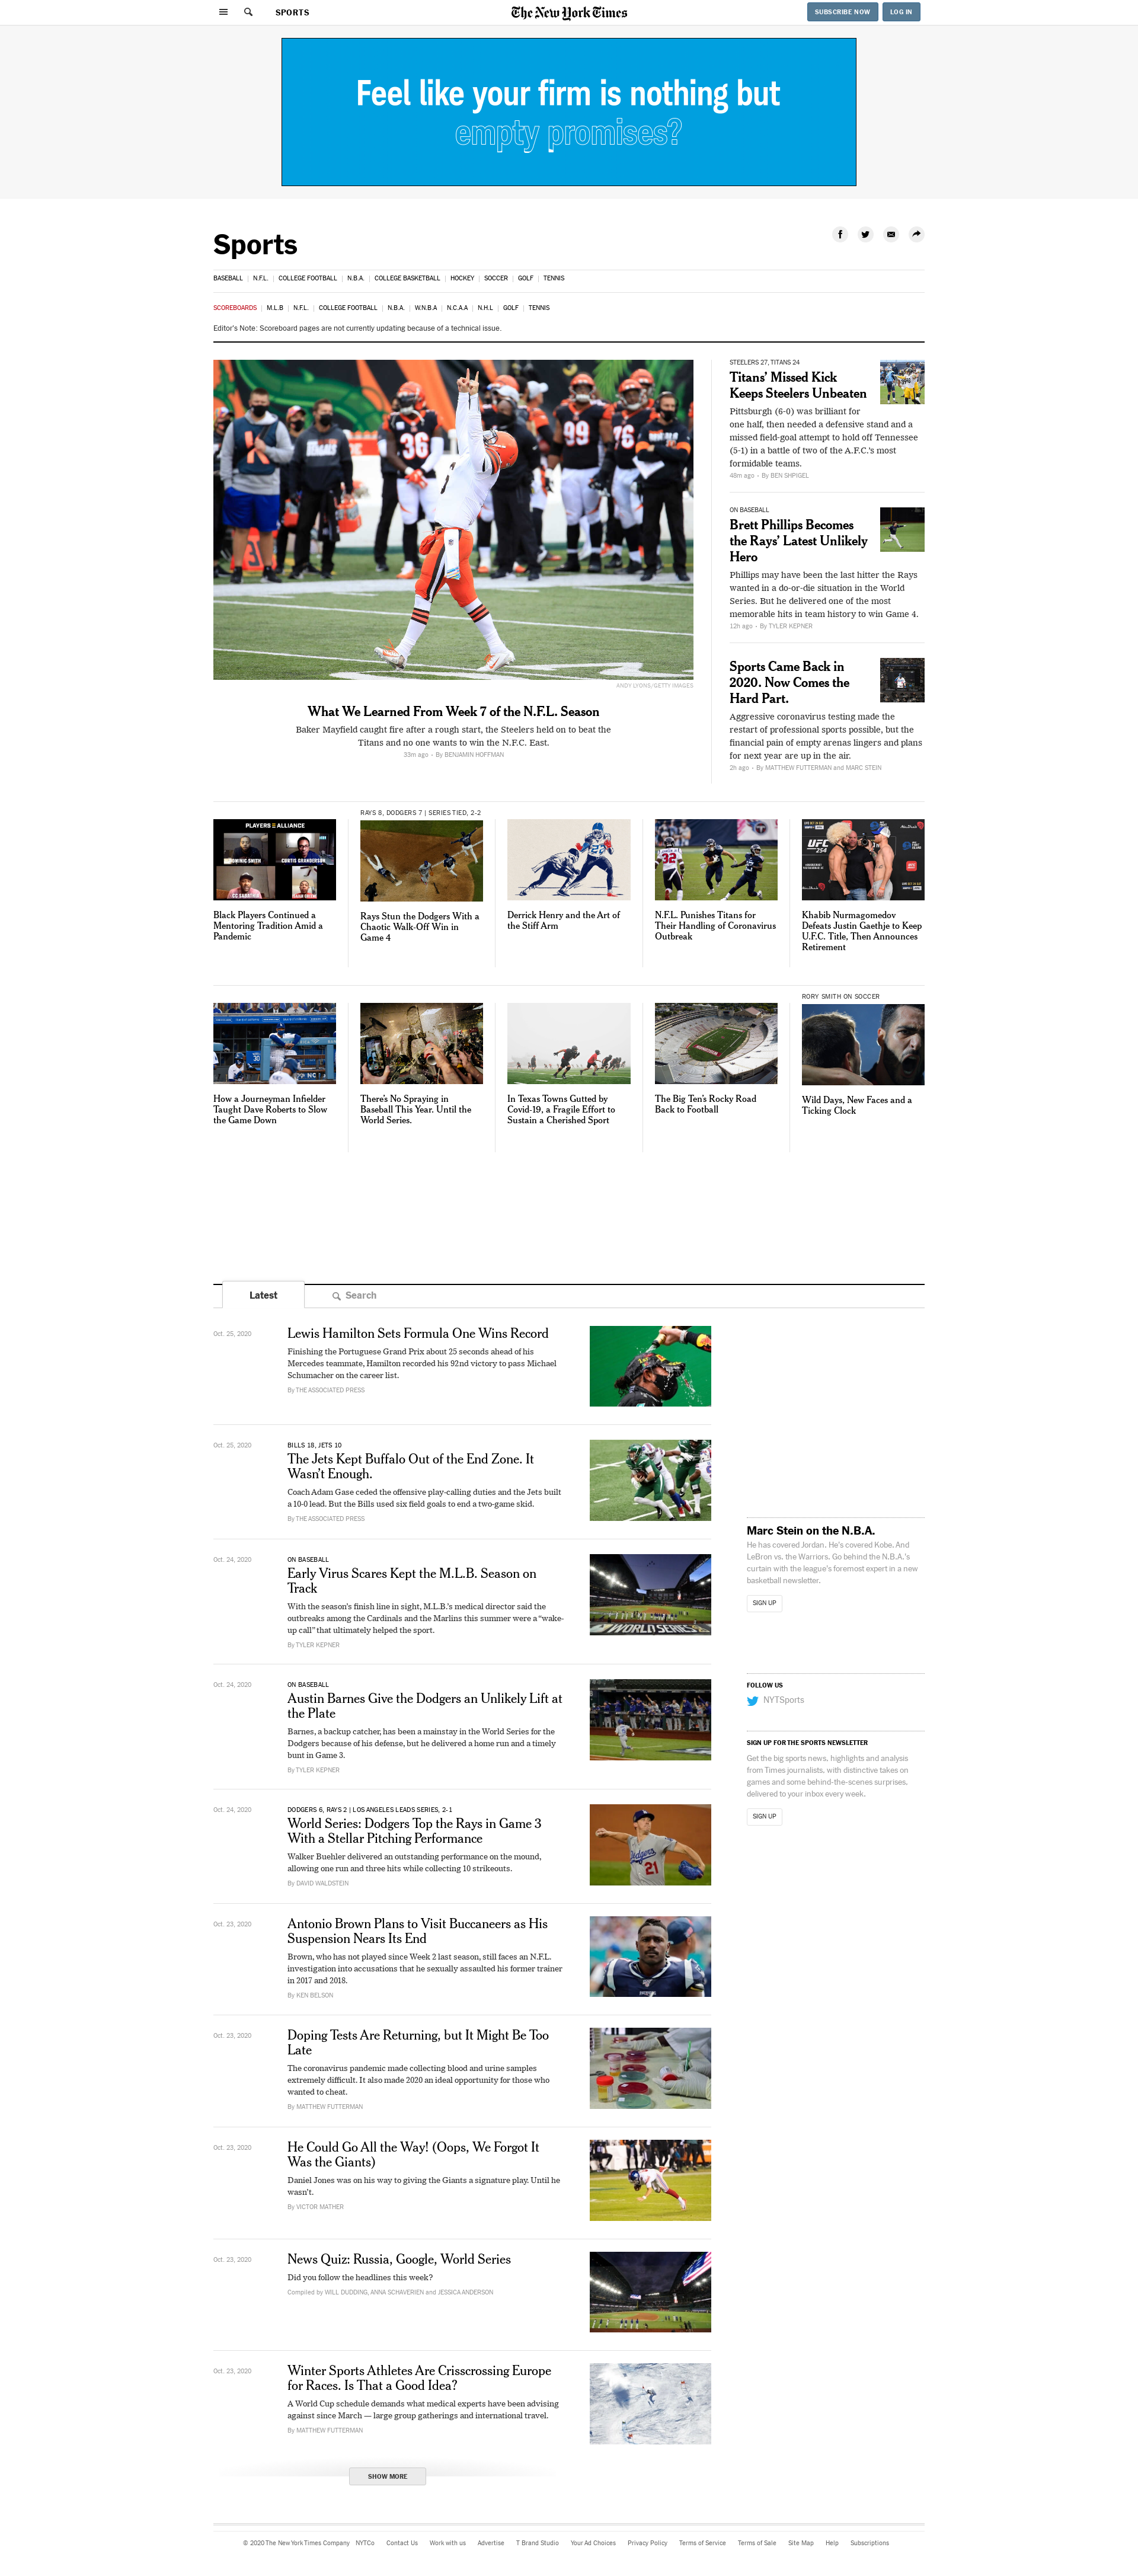 SPORTS
The New York Times
SUBSCRIBE NOW
LOG IN
Feel like your firm is nothing but
empty promises?
Sports
BASEBALL N.F.L. COLLEGE FOOTBALL N.B.A. COLLEGE BASKETBALL HOCKEY SOCCER GOLF TENNIS
SCOREBOARDS M.L.B N.F.L. COLLEGE FOOTBALL N.B.A. W.N.B.A N.C.A.A N.H.L GOLF TENNIS
Editor's Note: Scoreboard pages are not currently updating because of a technical issue.
ANDY LYONS/GETTY IMAGES
What We Learned From Week 7 of the N.F.L. Season
Baker Mayfield caught fire after a rough start, the Steelers held on to beat the
Titans and no one wants to win the N.F.C. East.
33m ago - By BENJAMIN HOFFMAN
STEELERS 27, TITANS 24
Titans' Missed Kick
Keeps Steelers Unbeaten
Pittsburgh (6-0) was brilliant for
one half, then needed a defensive stand and a
missed field-goal attempt to hold off Tennessee
(5-1) in a battle of two of the A.F.C.'s most
formidable teams.
48m ago - By BEN SHPIGEL
ON BASEBALL
Brett Phillips Becomes
the Rays' Latest Unlikely
Hero
Phillips may have been the last hitter the Rays
wanted in a do-or-die situation in the World
Series. But he delivered one of the most
memorable hits in team history to win Game 4.
12h ago - By TYLER KEPNER
Sports Came Back in
2020. Now Comes the
Hard Part.
Aggressive coronavirus testing made the
restart of professional sports possible, but the
financial pain of empty arenas lingers and plans
for next year are up in the air.
2h ago - By MATTHEW FUTTERMAN and MARC STEIN
PLAYERS ALLIANCE
DOMINIC SMITH
CURTIS GRANDERSON
CC SABATHIA
Black Players Continued a
Mentoring Tradition Amid a
Pandemic
RAYS 8, DODGERS 7 | SERIES TIED, 2-2
Rays Stun the Dodgers With a
Chaotic Walk-Off Win in
Game 4
Derrick Henry and the Art of
the Stiff Arm
N.F.L. Punishes Titans for
Their Handling of Coronavirus
Outbreak
UFC
254
Khabib Nurmagomedov
Defeats Justin Gaethje to Keep
U.F.C. Title, Then Announces
Retirement
How a Journeyman Infielder
Taught Dave Roberts to Slow
the Game Down
There's No Spraying in
Baseball This Year. Until the
World Series.
In Texas Towns Gutted by
Covid-19, a Fragile Effort to
Sustain a Cherished Sport
The Big Ten's Rocky Road
Back to Football
RORY SMITH ON SOCCER
Wild Days, New Faces and a
Ticking Clock
Latest
Search
Oct. 25, 2020
Lewis Hamilton Sets Formula One Wins Record
Finishing the Portuguese Grand Prix about 25 seconds ahead of his
Mercedes teammate, Hamilton recorded his 92nd victory to pass Michael
Schumacher on the career list.
By THE ASSOCIATED PRESS
Oct. 25, 2020
BILLS 18, JETS 10
The Jets Kept Buffalo Out of the End Zone. It
Wasn't Enough.
Coach Adam Gase ceded the offensive play-calling duties and the Jets built
a 10-0 lead. But the Bills used six field goals to end a two-game skid.
By THE ASSOCIATED PRESS
Oct. 24, 2020
ON BASEBALL
Early Virus Scares Kept the M.L.B. Season on
Track
With the season's finish line in sight, M.L.B.'s medical director said the
outbreaks among the Cardinals and the Marlins this summer were a "wake-
up call" that ultimately helped the sport.
By TYLER KEPNER
WORLD SERIES
Oct. 24, 2020
ON BASEBALL
Austin Barnes Give the Dodgers an Unlikely Lift at
the Plate
Barnes, a backup catcher, has been a mainstay in the World Series for the
Dodgers because of his defense, but he delivered a home run and a timely
bunt in Game 3.
By TYLER KEPNER
Oct. 24, 2020
DODGERS 6, RAYS 2 | LOS ANGELES LEADS SERIES, 2-1
World Series: Dodgers Top the Rays in Game 3
With a Stellar Pitching Performance
Walker Buehler delivered an outstanding performance on the mound,
allowing one run and three hits while collecting 10 strikeouts.
By DAVID WALDSTEIN
Dodgers
21
Oct. 23, 2020
Antonio Brown Plans to Visit Buccaneers as His
Suspension Nears Its End
Brown, who has not played since Week 2 last season, still faces an N.F.L.
investigation into accusations that he sexually assaulted his former trainer
in 2017 and 2018.
By KEN BELSON
Oct. 23, 2020
Doping Tests Are Returning, but It Might Be Too
Late
The coronavirus pandemic made collecting blood and urine samples
extremely difficult. It also made 2020 an ideal opportunity for those who
wanted to cheat.
By MATTHEW FUTTERMAN
Oct. 23, 2020
He Could Go All the Way! (Oops, We Forgot It
Was the Giants)
Daniel Jones was on his way to giving the Giants a signature play. Until he
wasn't.
By VICTOR MATHER
Oct. 23, 2020
News Quiz: Russia, Google, World Series
Did you follow the headlines this week?
Compiled by WILL DUDDING, ANNA SCHAVERIEN and JESSICA ANDERSON
Oct. 23, 2020
Winter Sports Athletes Are Crisscrossing Europe
for Races. Is That a Good Idea?
A World Cup schedule demands what medical experts have been advising
against since March — large group gatherings and international travel.
By MATTHEW FUTTERMAN
SHOW MORE
Marc Stein on the N.B.A.
He has covered Jordan. He's covered Kobe. And
LeBron vs. the Warriors. Go behind the N.B.A.'s
curtain with the league's foremost expert in a new
basketball newsletter.
SIGN UP
FOLLOW US
NYTSports
SIGN UP FOR THE SPORTS NEWSLETTER
Get the big sports news, highlights and analysis
from Times journalists, with distinctive takes on
games and some behind-the-scenes surprises,
delivered to your inbox every week.
SIGN UP
© 2020 The New York Times Company NYTCo Contact Us Work with us Advertise T Brand Studio Your Ad Choices Privacy Policy Terms of Service Terms of Sale Site Map Help Subscriptions